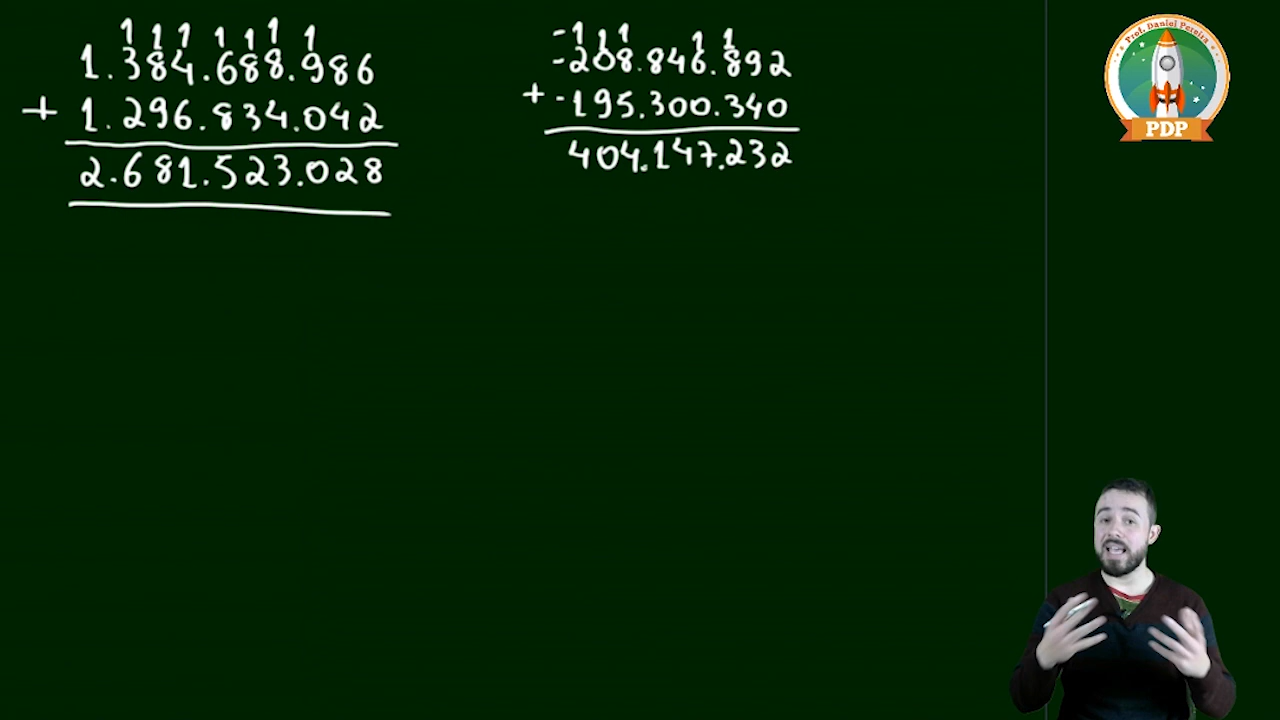 1 1 1 1 1 1 1
1.384.688.986
+ 1.296.834.042
2.681.523.028
-1 1 1 1 1
-208.846.892
+ -195.300.340
404.147.232
Prof. Daniel Pereira
PDP